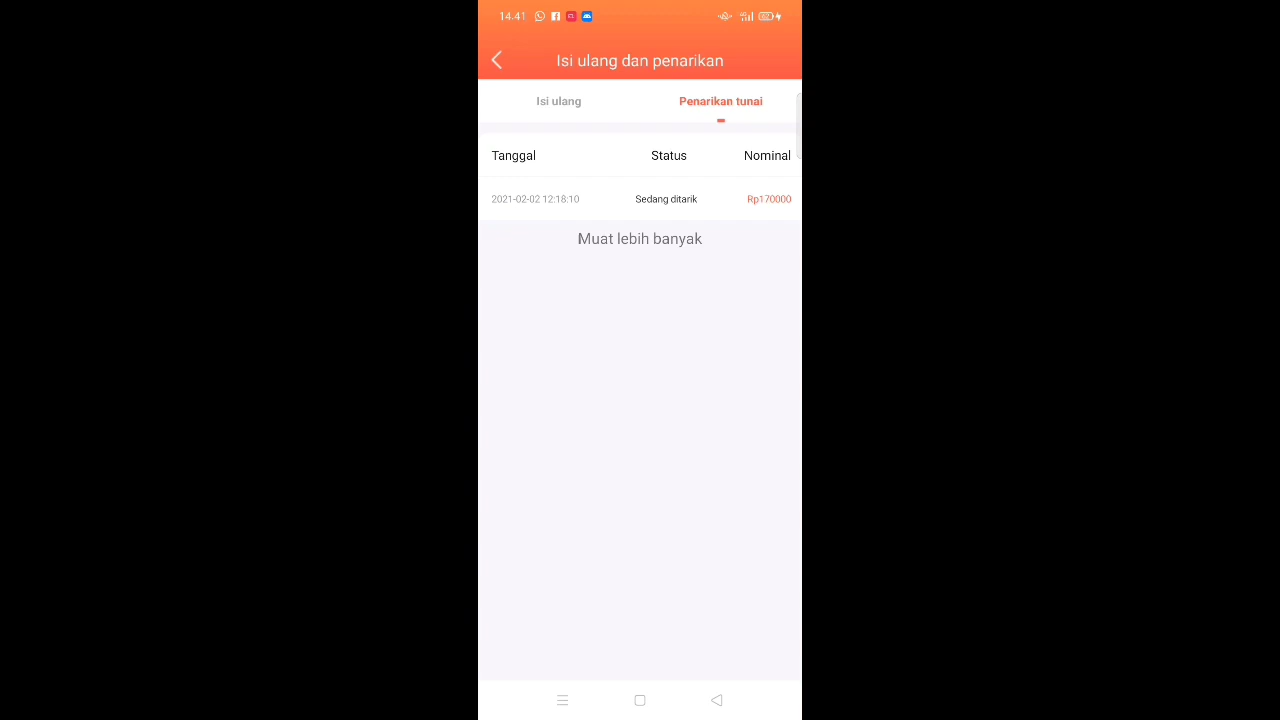 14.41
Isi ulang dan penarikan
Isi ulang Penarikan tunai
Tanggal Status Nominal
2021-02-02 12:18:10 Sedang ditarik Rp170000
Muat lebih banyak